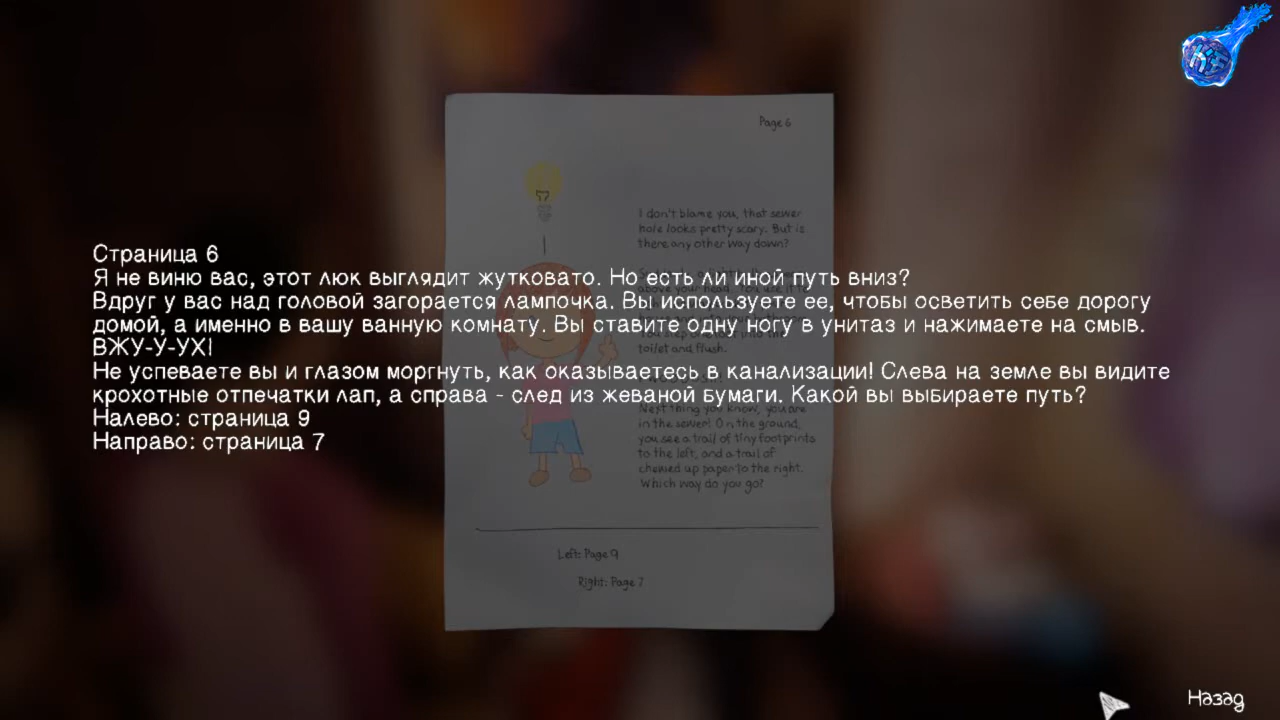 Page 6
I don't blame you, that sewer
hole looks pretty scary. But is
there any other way down?
Страница 6
Я не виню вас, этот люк выглядит жутковато. Но есть ли иной путь вниз?
Вдруг у вас над головой загорается лампочка. Вы используете ее, чтобы осветить себе дорогу
домой, а именно в вашу ванную комнату. Вы ставите одну ногу в унитаз и нажимаете на смыв.
ВЖУ-У-УХ!
Не успеваете вы и глазом моргнуть, как оказываетесь в канализации! Слева на земле вы видите
крохотные отпечатки лап, а справа - след из жеваной бумаги. Какой вы выбираете путь?
Налево: страница 9
Направо: страница 7
toilet and flush.
Next thing you know, you are
in the sewer! On the ground,
you see a trail of tiny footprints
to the left, and a trail of
chewed up paper to the right.
Which way do you go?
Left: Page 9
Right: Page 7
Назад